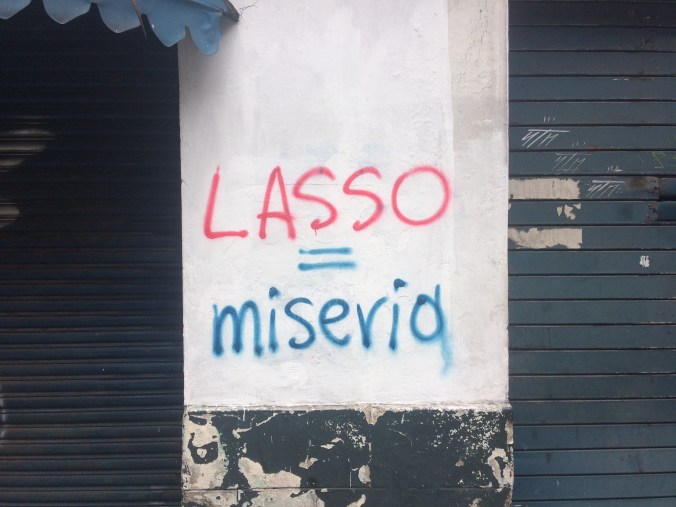 LASSO
=
miseria